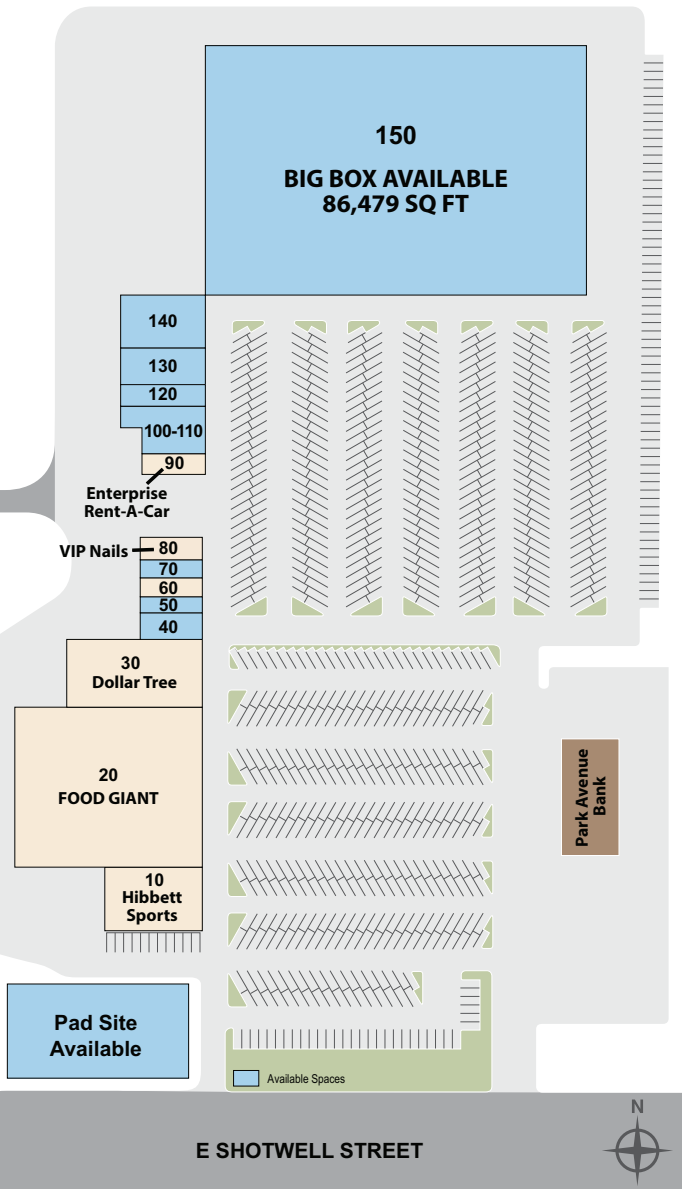 150
BIG BOX AVAILABLE
86,479 SQ FT
140
130
120
100-110
90
Enterprise
Rent-A-Car
VIP Nails
80
70
60
50
40
30
Dollar Tree
20
FOOD GIANT
Park Avenue
Bank
10
Hibbett
Sports
Pad Site
Available
Available Spaces
E SHOTWELL STREET
N